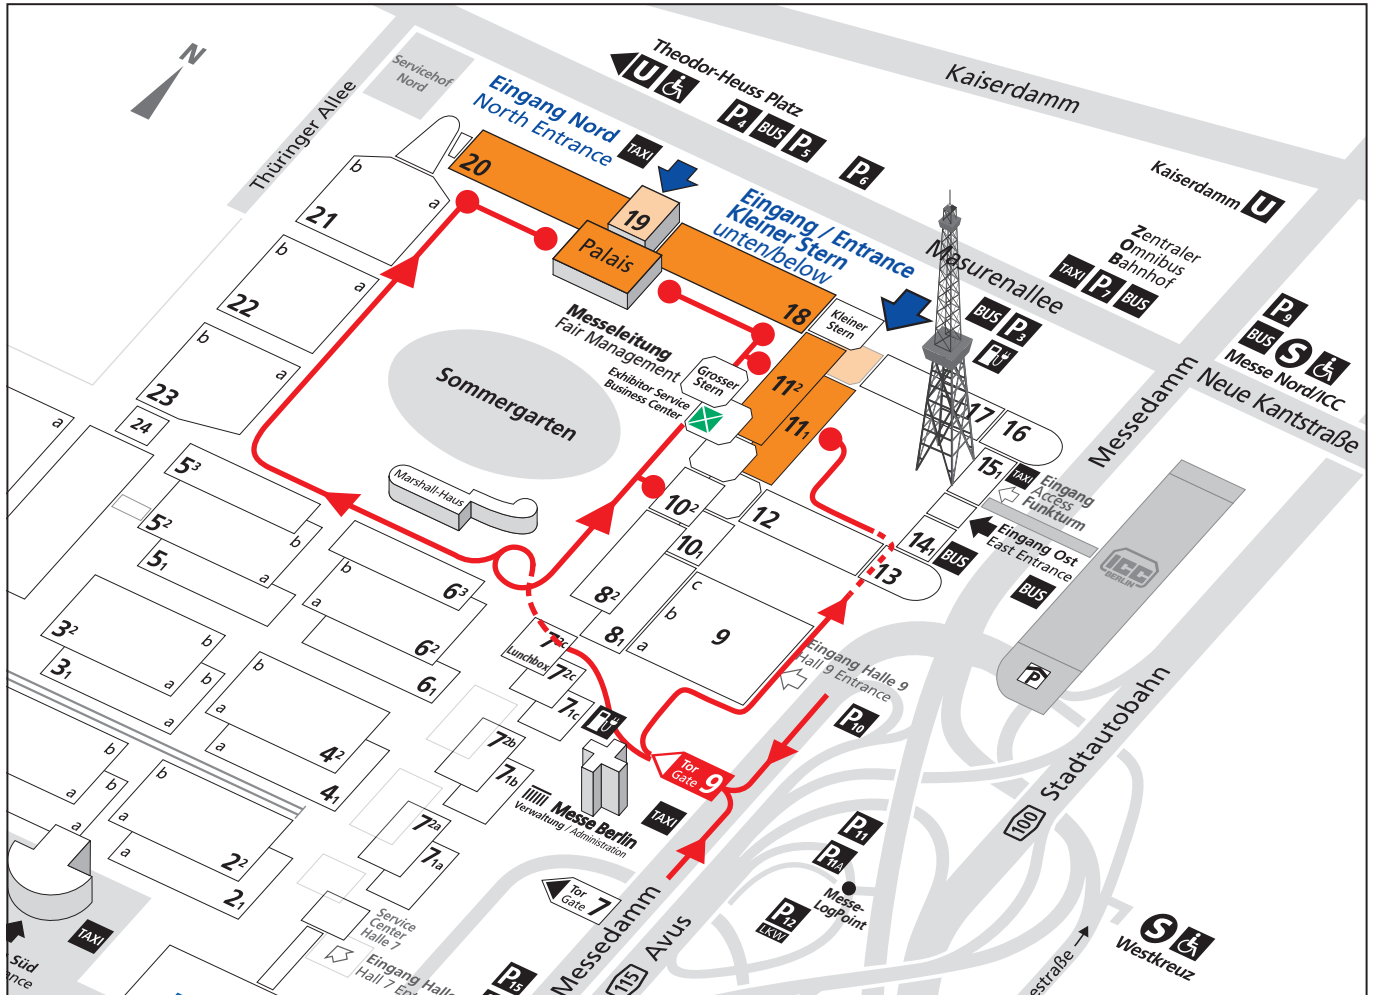 N
Servicehof
Nord
Thüringer Allee
Eingang Nord
North Entrance
TAXI
Theodor-Heuss Platz
U
P4
BUS
P5
P6
Kaiserdamm
Kaiserdamm
U
Eingang / Entrance
Kleiner Stern
unten/below
Masurenallee
Zentraler
Omnibus
Bahnhof
TAXI
P7
BUS
BUS
P3
P9
BUS
S
Messe Nord/ICC
Neue Kantstraße
Messedamm
20
19
Palais
18
Kleiner
Stern
21
b
a
22
b
a
23
b
a
24
Messeleitung
Fair Management
Exhibitor Service
Business Center
Grosser
Stern
Sommergarten
Marshall-Haus
11²
11₁
17
16
15₁
TAXI
Eingang
Access
Funkturm
14₁
BUS
Eingang Ost
East Entrance
BUS
ICC
BERLIN
P
13
12
10²
10₁
8²
8₁
9
c
b
a
Eingang Halle 9
Hall 9 Entrance
P10
5³
5²
5₁
b
a
6³
6²
6₁
b
a
3²
3₁
b
a
b
a
4²
4₁
b
a
2²
2₁
b
a
a
b
a
b
a
7³ᶜ
Lunchbox
7²ᶜ
7₁c
7²ᵇ
7₁b
7²ᵃ
7₁a
Tor
Gate
9
Messe Berlin
Verwaltung / Administration
TAXI
Tor
Gate
7
Service
Center
Halle 7
Eingang Halle
Hall 7 Ent
P15
Messedamm
115
Avus
P11
P11A
Messe-
LogPoint
P12
LKW
100
Stadtautobahn
S
Westkreuz
estraße
TAXI
Süd
ance